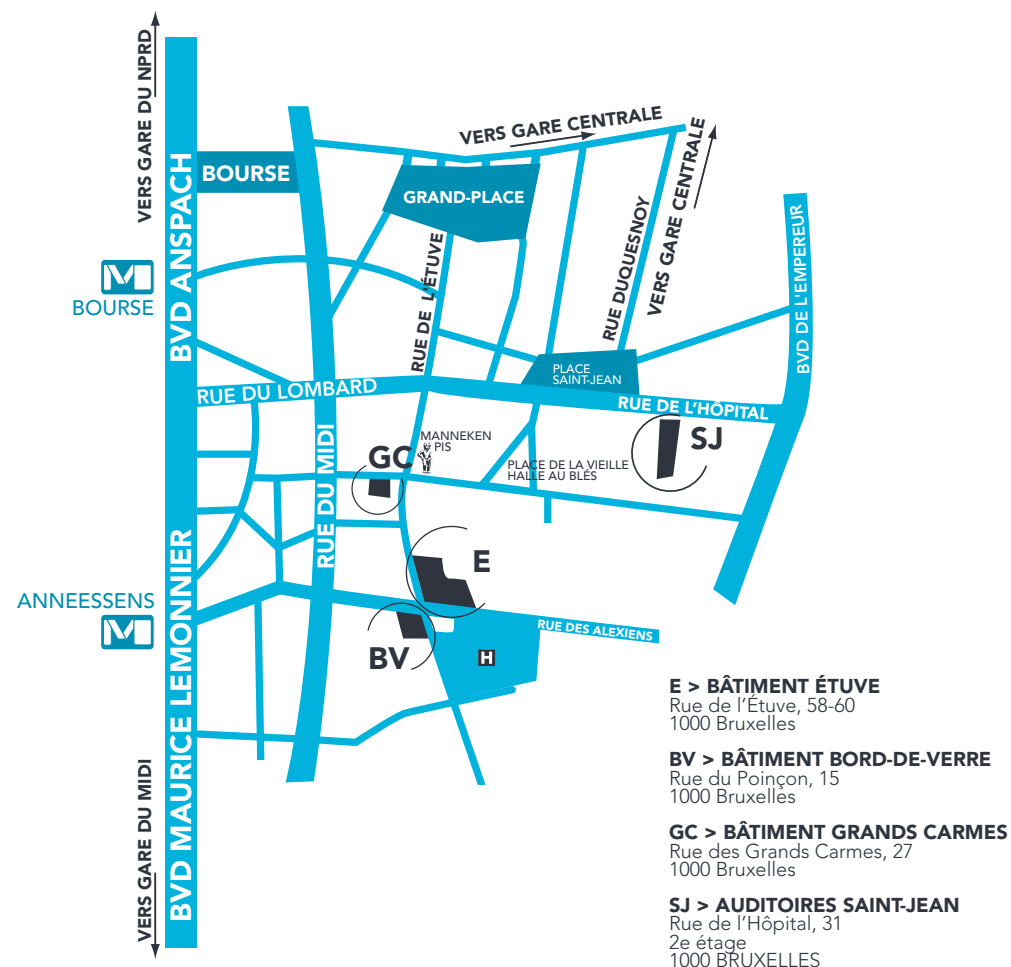 VERS GARE DU NPRD
VERS GARE CENTRALE
BOURSE
GRAND-PLACE
BVD ANSPACH
RUE DUQUESNOY
VERS GARE CENTRALE
BVD DE L'EMPEREUR
RUE DE L'ÉTUVE
BOURSE
PLACE
SAINT-JEAN
RUE DU LOMBARD
RUE DE L'HÔPITAL
RUE DU MIDI
MANNEKEN
PIS
GC
SJ
PLACE DE LA VIEILLE
HALLE AU BLÉS
E
ANNEESSENS
BVD MAURICE LEMONNIER
RUE DES ALEXIENS
BV
H
VERS GARE DU MIDI
E > BÂTIMENT ÉTUVE
Rue de l'Étuve, 58-60
1000 Bruxelles
BV > BÂTIMENT BORD-DE-VERRE
Rue du Poinçon, 15
1000 Bruxelles
GC > BÂTIMENT GRANDS CARMES
Rue des Grands Carmes, 27
1000 Bruxelles
SJ > AUDITOIRES SAINT-JEAN
Rue de l'Hôpital, 31
2e étage
1000 BRUXELLES